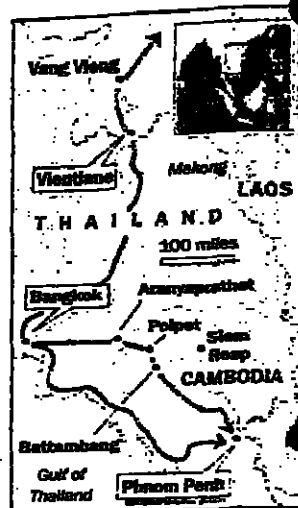 Vang Vieng
Vientiane
Mekong
LAOS
THAILAND
100 miles
Bangkok
Aranyaprathet
Poipet
Siem
Reap
CAMBODIA
Battambang
Gulf of
Thailand
Phnom Penh